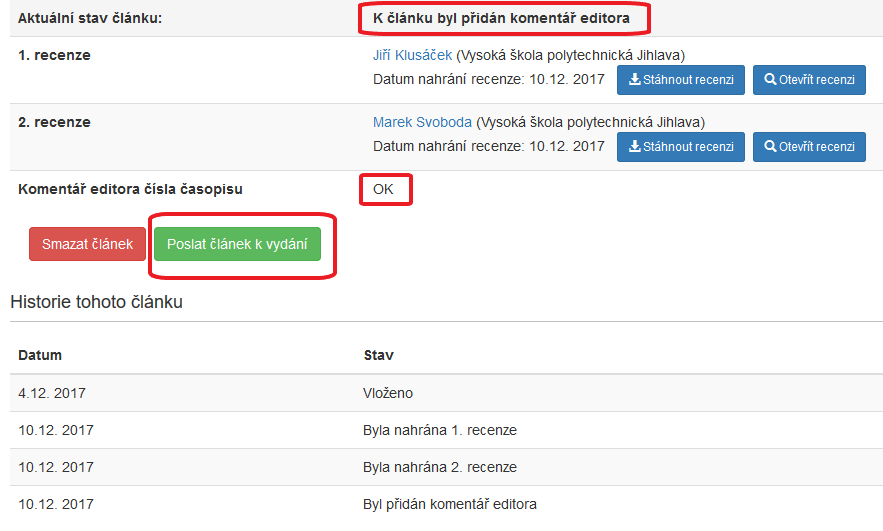 Aktuální stav článku: K článku byl přidán komentář editora
1. recenze Jiří Klusáček (Vysoká škola polytechnická Jihlava)
Datum nahrání recenze: 10.12. 2017 Stáhnout recenzi Otevřít recenzi
2. recenze Marek Svoboda (Vysoká škola polytechnická Jihlava)
Datum nahrání recenze: 10.12. 2017 Stáhnout recenzi Otevřít recenzi
Komentář editora čísla časopisu OK
Smazat článek Poslat článek k vydání
Historie tohoto článku
Datum Stav
4.12. 2017 Vloženo
10.12. 2017 Byla nahrána 1. recenze
10.12. 2017 Byla nahrána 2. recenze
10.12. 2017 Byl přidán komentář editora